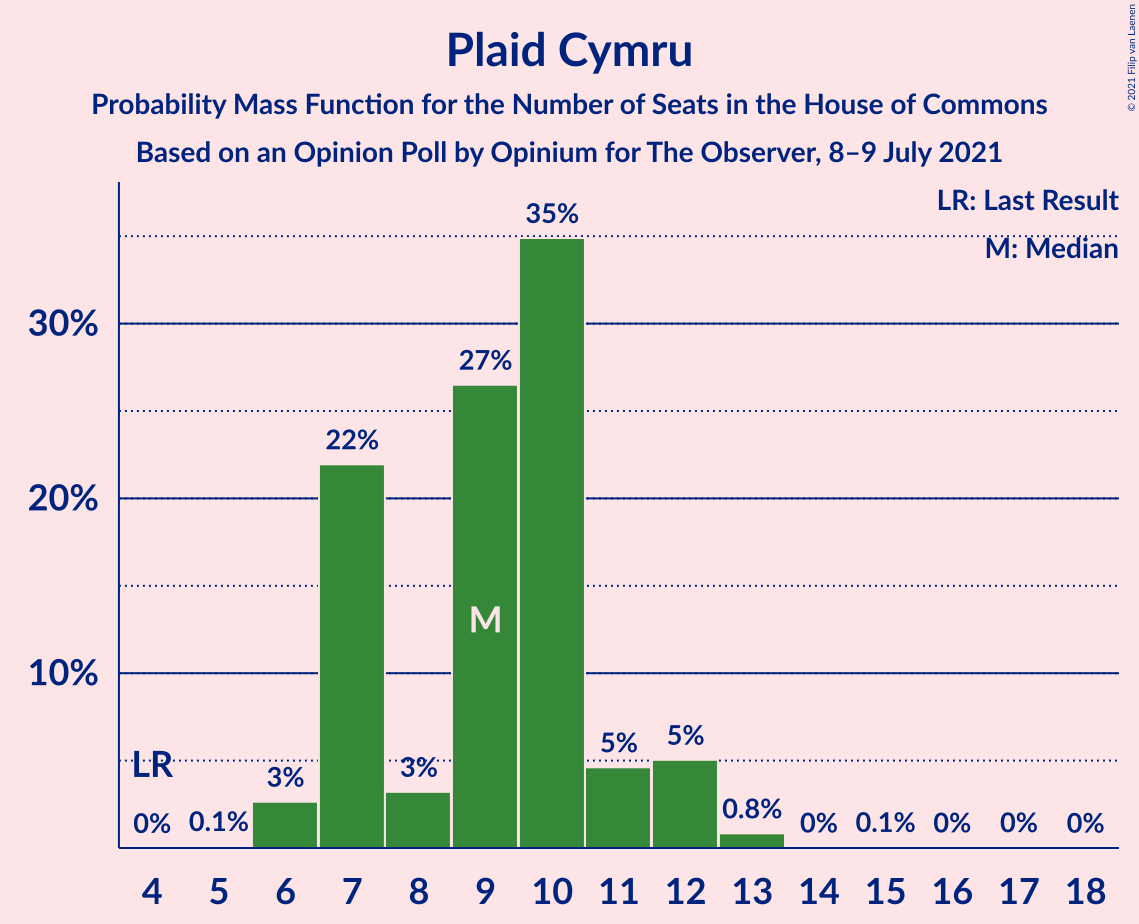 Plaid Cymru
Probability Mass Function for the Number of Seats in the House of Commons
Based on an Opinion Poll by Opinium for The Observer, 8–9 July 2021
© 2021 Filip van Laenen
LR: Last Result
M: Median
35%
30%
27%
22%
20%
M
10%
LR
0%
0.1%
3%
3%
5%
5%
0.8%
0%
0.1%
0%
0%
0%
4 5 6 7 8 9 10 11 12 13 14 15 16 17 18